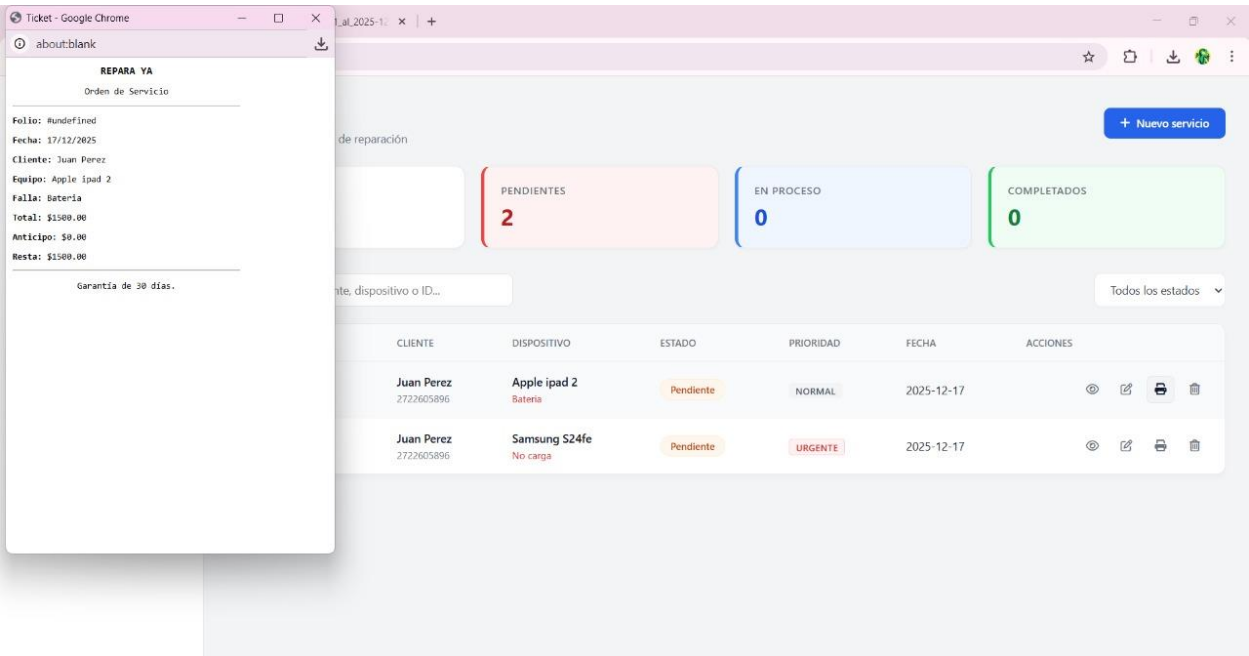 Ticket - Google Chrome
about:blank
REPARA YA
Orden de Servicio
Folio: #undefined
Fecha: 17/12/2025
Cliente: Juan Perez
Equipo: Apple ipad 2
Falla: Bateria
Total: $1500.00
Anticipo: $0.00
Resta: $1500.00
Garantía de 30 días.
_al_2025-12
de reparación
+ Nuevo servicio
PENDIENTES
2
EN PROCESO
0
COMPLETADOS
0
nte, dispositivo o ID...
Todos los estados
CLIENTE DISPOSITIVO ESTADO PRIORIDAD FECHA ACCIONES
Juan Perez Apple ipad 2 Pendiente NORMAL 2025-12-17
2722605896 Bateria
Juan Perez Samsung S24fe Pendiente URGENTE 2025-12-17
2722605896 No carga